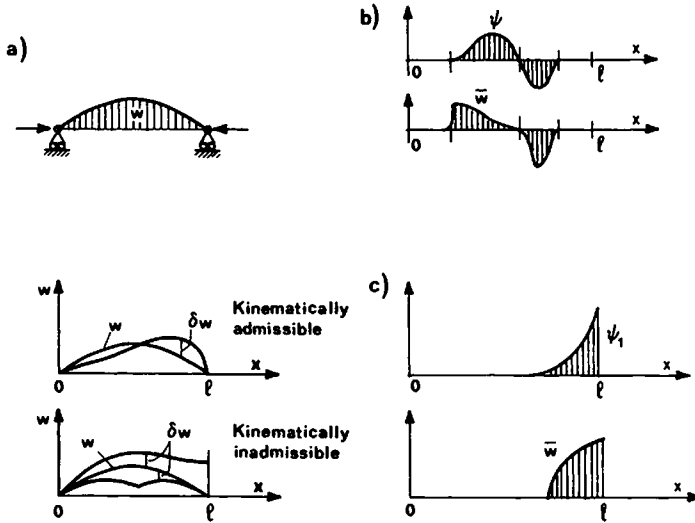 a)
w
b)
ψ
x
0
ℓ
w̄
x
0
ℓ
w
w
δw
Kinematically
admissible
x
0
ℓ
w
w
δw
Kinematically
inadmissible
x
0
ℓ
c)
ψ₁
x
0
ℓ
w̄
x
0
ℓ